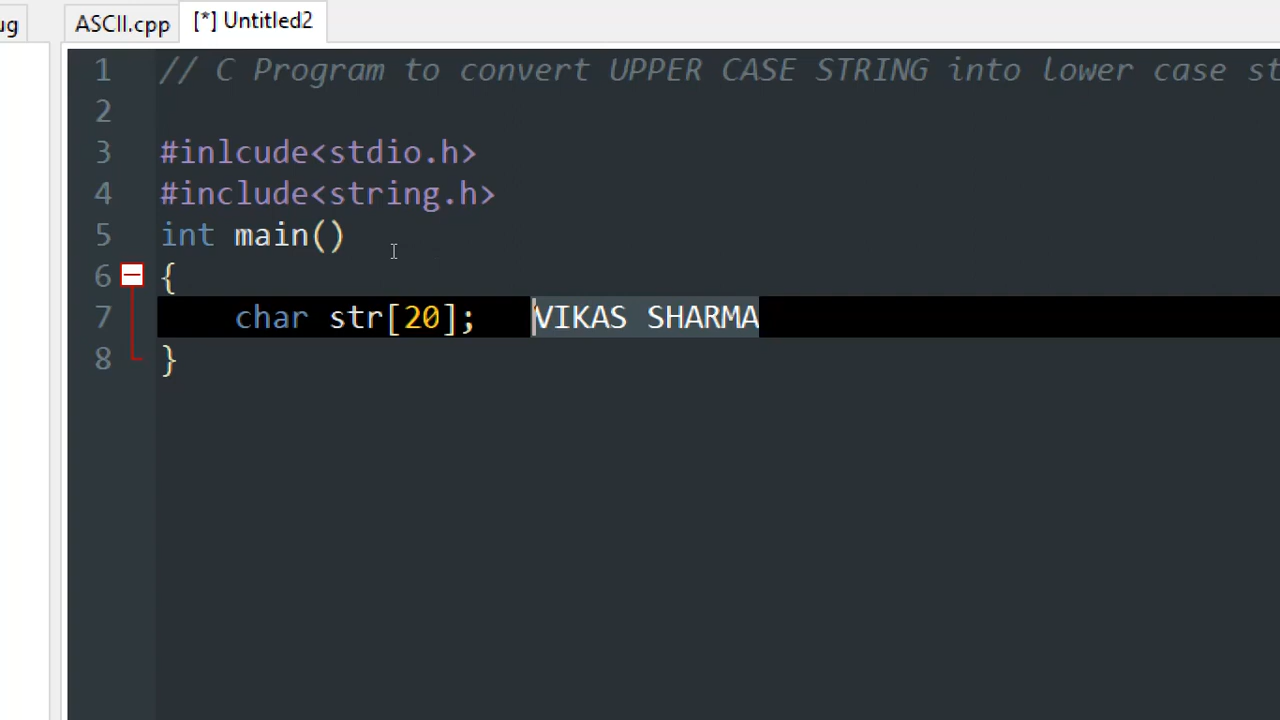 ug ASCII.cpp [*] Untitled2
1 // C Program to convert UPPER CASE STRING into lower case st
2
3 #inlcude<stdio.h>
4 #include<string.h>
5 int main()
6 {
7 char str[20]; VIKAS SHARMA
8 }